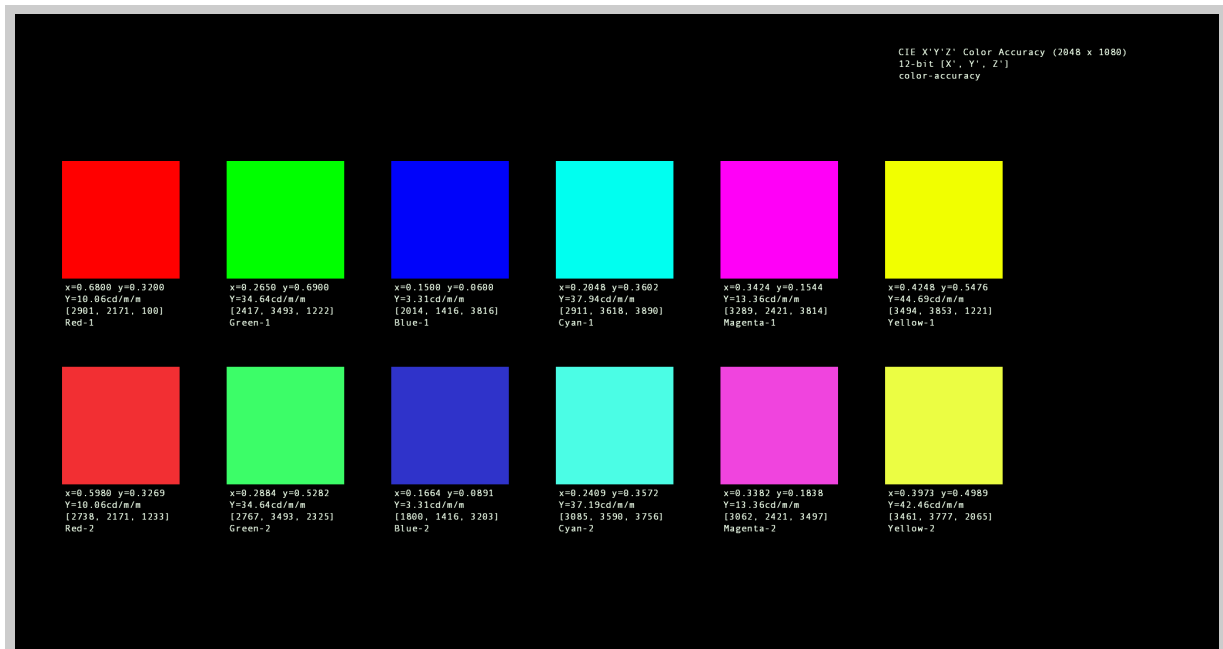 CIE X'Y'Z' Color Accuracy (2048 x 1080)
12-bit [X', Y', Z']
color-accuracy
x=0.6800 y=0.3200
Y=10.06cd/m/m
[2901, 2171, 100]
Red-1
x=0.2650 y=0.6900
Y=34.64cd/m/m
[2417, 3493, 1222]
Green-1
x=0.1500 y=0.0600
Y=3.31cd/m/m
[2014, 1416, 3816]
Blue-1
x=0.2048 y=0.3602
Y=37.94cd/m/m
[2911, 3618, 3890]
Cyan-1
x=0.3424 y=0.1544
Y=13.36cd/m/m
[3289, 2421, 3814]
Magenta-1
x=0.4248 y=0.5476
Y=44.69cd/m/m
[3494, 3853, 1221]
Yellow-1
x=0.5980 y=0.3269
Y=10.06cd/m/m
[2738, 2171, 1233]
Red-2
x=0.2884 y=0.5282
Y=34.64cd/m/m
[2767, 3493, 2325]
Green-2
x=0.1664 y=0.0891
Y=3.31cd/m/m
[1800, 1416, 3203]
Blue-2
x=0.2409 y=0.3572
Y=37.19cd/m/m
[3085, 3590, 3756]
Cyan-2
x=0.3382 y=0.1838
Y=13.36cd/m/m
[3062, 2421, 3497]
Magenta-2
x=0.3973 y=0.4989
Y=42.46cd/m/m
[3461, 3777, 2065]
Yellow-2